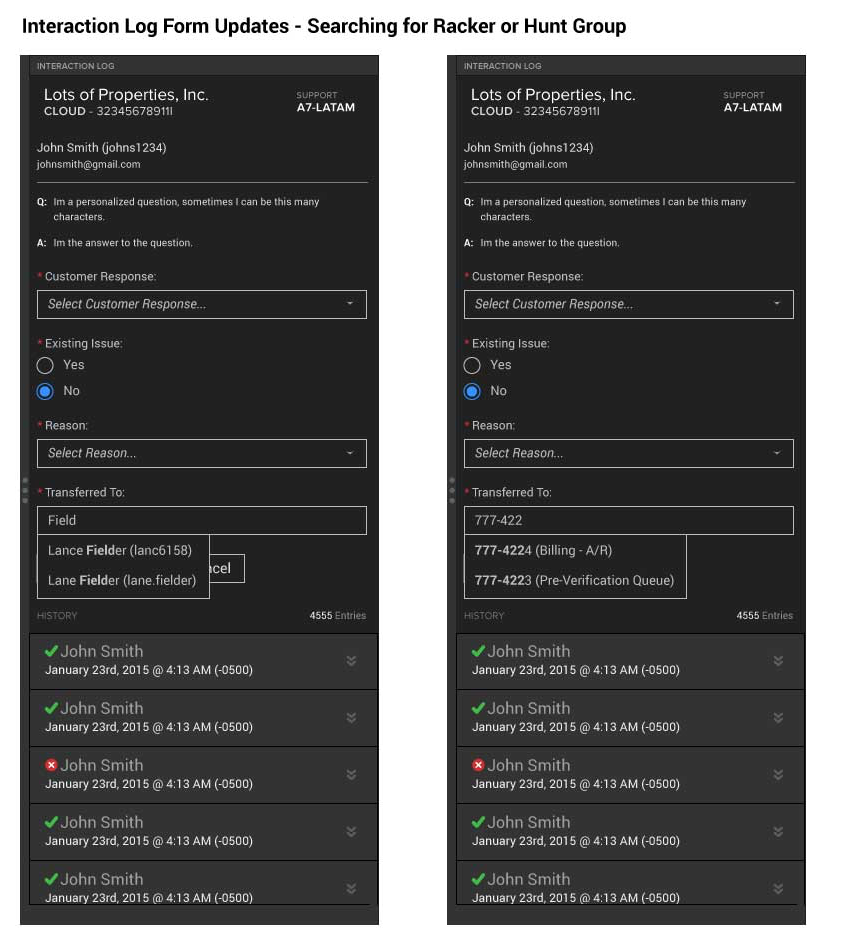 Interaction Log Form Updates - Searching for Racker or Hunt Group
INTERACTION LOG
Lots of Properties, Inc.
SUPPORT
CLOUD - 32345678911I
A7-LATAM
John Smith (johns1234)
johnsmith@gmail.com
Q: Im a personalized question, sometimes I can be this many
characters.
A: Im the answer to the question.
* Customer Response:
Select Customer Response...
* Existing Issue:
Yes
No
* Reason:
Select Reason...
* Transferred To:
Field
Lance Fielder (lanc6158)
Lane Fielder (lane.fielder)
ncel
HISTORY
4555 Entries
John Smith
January 23rd, 2015 @ 4:13 AM (-0500)
John Smith
January 23rd, 2015 @ 4:13 AM (-0500)
John Smith
January 23rd, 2015 @ 4:13 AM (-0500)
John Smith
January 23rd, 2015 @ 4:13 AM (-0500)
John Smith
January 23rd, 2015 @ 4:13 AM (-0500)
INTERACTION LOG
Lots of Properties, Inc.
SUPPORT
CLOUD - 32345678911I
A7-LATAM
John Smith (johns1234)
johnsmith@gmail.com
Q: Im a personalized question, sometimes I can be this many
characters.
A: Im the answer to the question.
* Customer Response:
Select Customer Response...
* Existing Issue:
Yes
No
* Reason:
Select Reason...
* Transferred To:
777-422
777-4224 (Billing - A/R)
777-4223 (Pre-Verification Queue)
HISTORY
4555 Entries
John Smith
January 23rd, 2015 @ 4:13 AM (-0500)
John Smith
January 23rd, 2015 @ 4:13 AM (-0500)
John Smith
January 23rd, 2015 @ 4:13 AM (-0500)
John Smith
January 23rd, 2015 @ 4:13 AM (-0500)
John Smith
January 23rd, 2015 @ 4:13 AM (-0500)